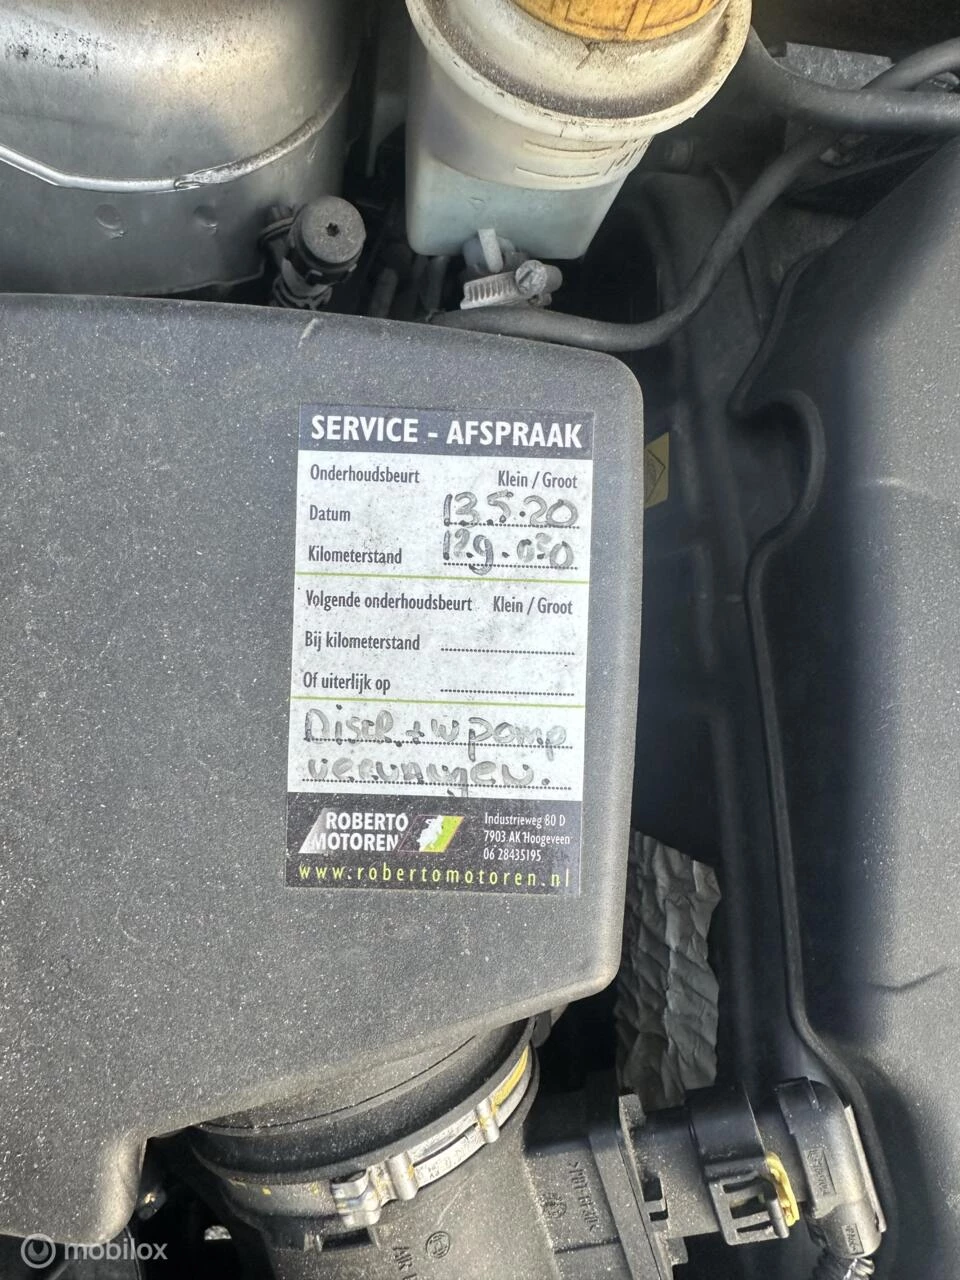 SERVICE - AFSPRAAK
Onderhoudsbeurt Klein / Groot
Datum 13.5.20
Kilometerstand 129.030
Volgende onderhoudsbeurt Klein / Groot
Bij kilometerstand
Of uiterlijk op
Distr. + w pomp
vervangen.
ROBERTO
MOTOREN
Industrieweg 80 D
7903 AK Hoogeveen
06 28435195
www.robertomotoren.nl
mobilox